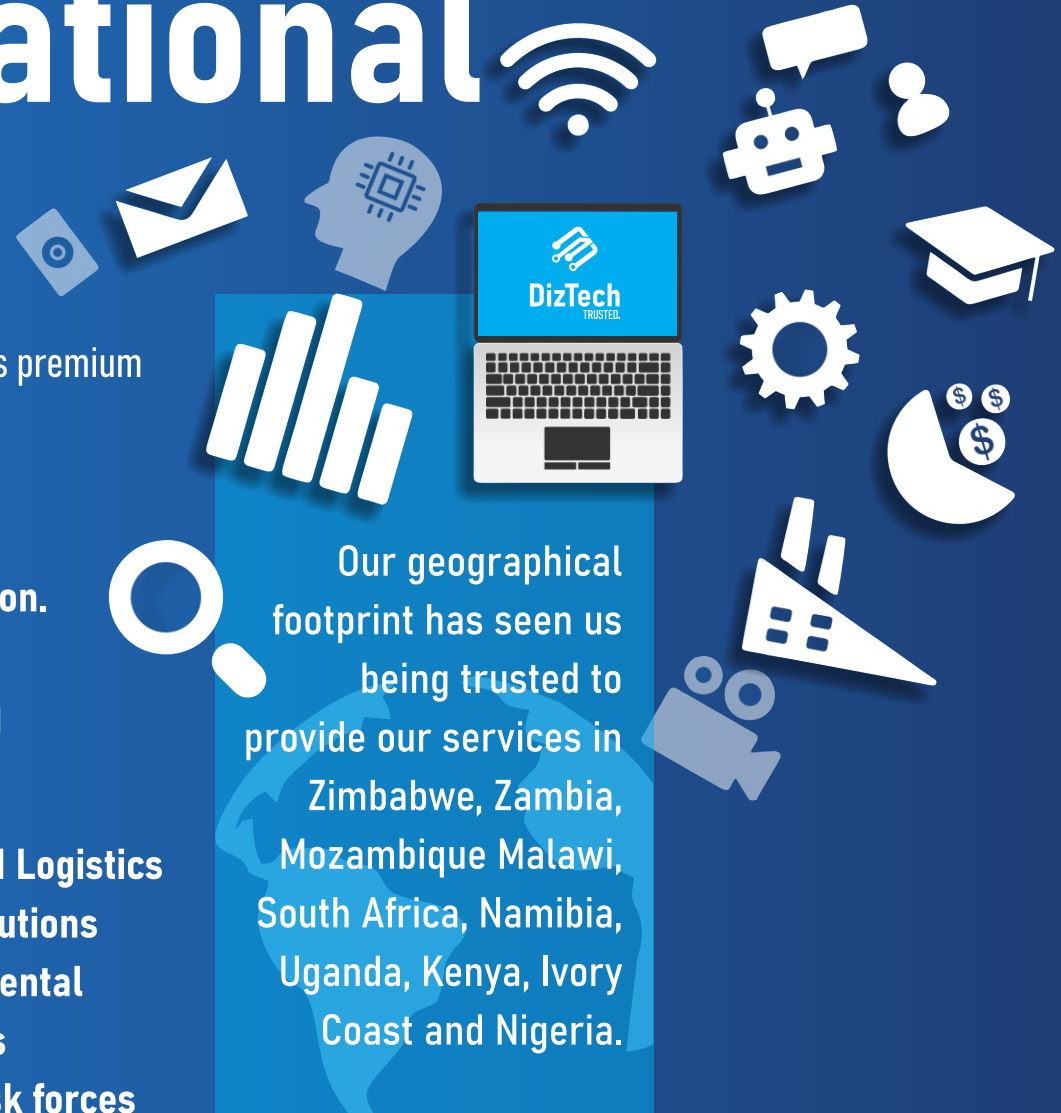 ational
DizTech
TRUSTED.
s premium
on.
Logistics
utions
ental
s
sk forces
Our geographical
footprint has seen us
being trusted to
provide our services in
Zimbabwe, Zambia,
Mozambique Malawi,
South Africa, Namibia,
Uganda, Kenya, Ivory
Coast and Nigeria.
$ $
$